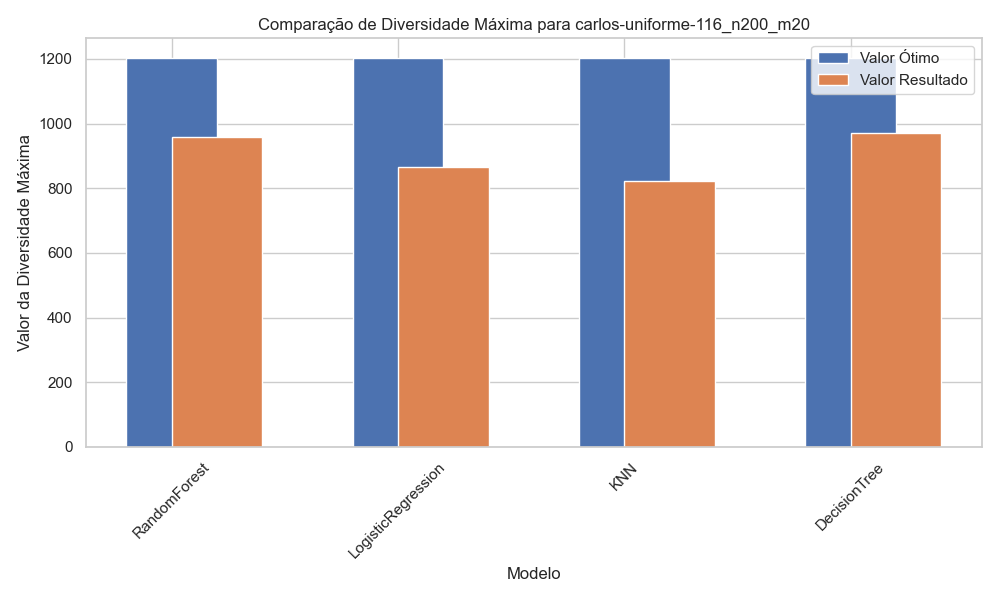 Comparação de Diversidade Máxima para carlos-uniforme-116_n200_m20
Valor Ótimo
Valor Resultado
Valor da Diversidade Máxima
1200
1000
800
600
400
200
0
RandomForest
LogisticRegression
KNN
DecisionTree
Modelo